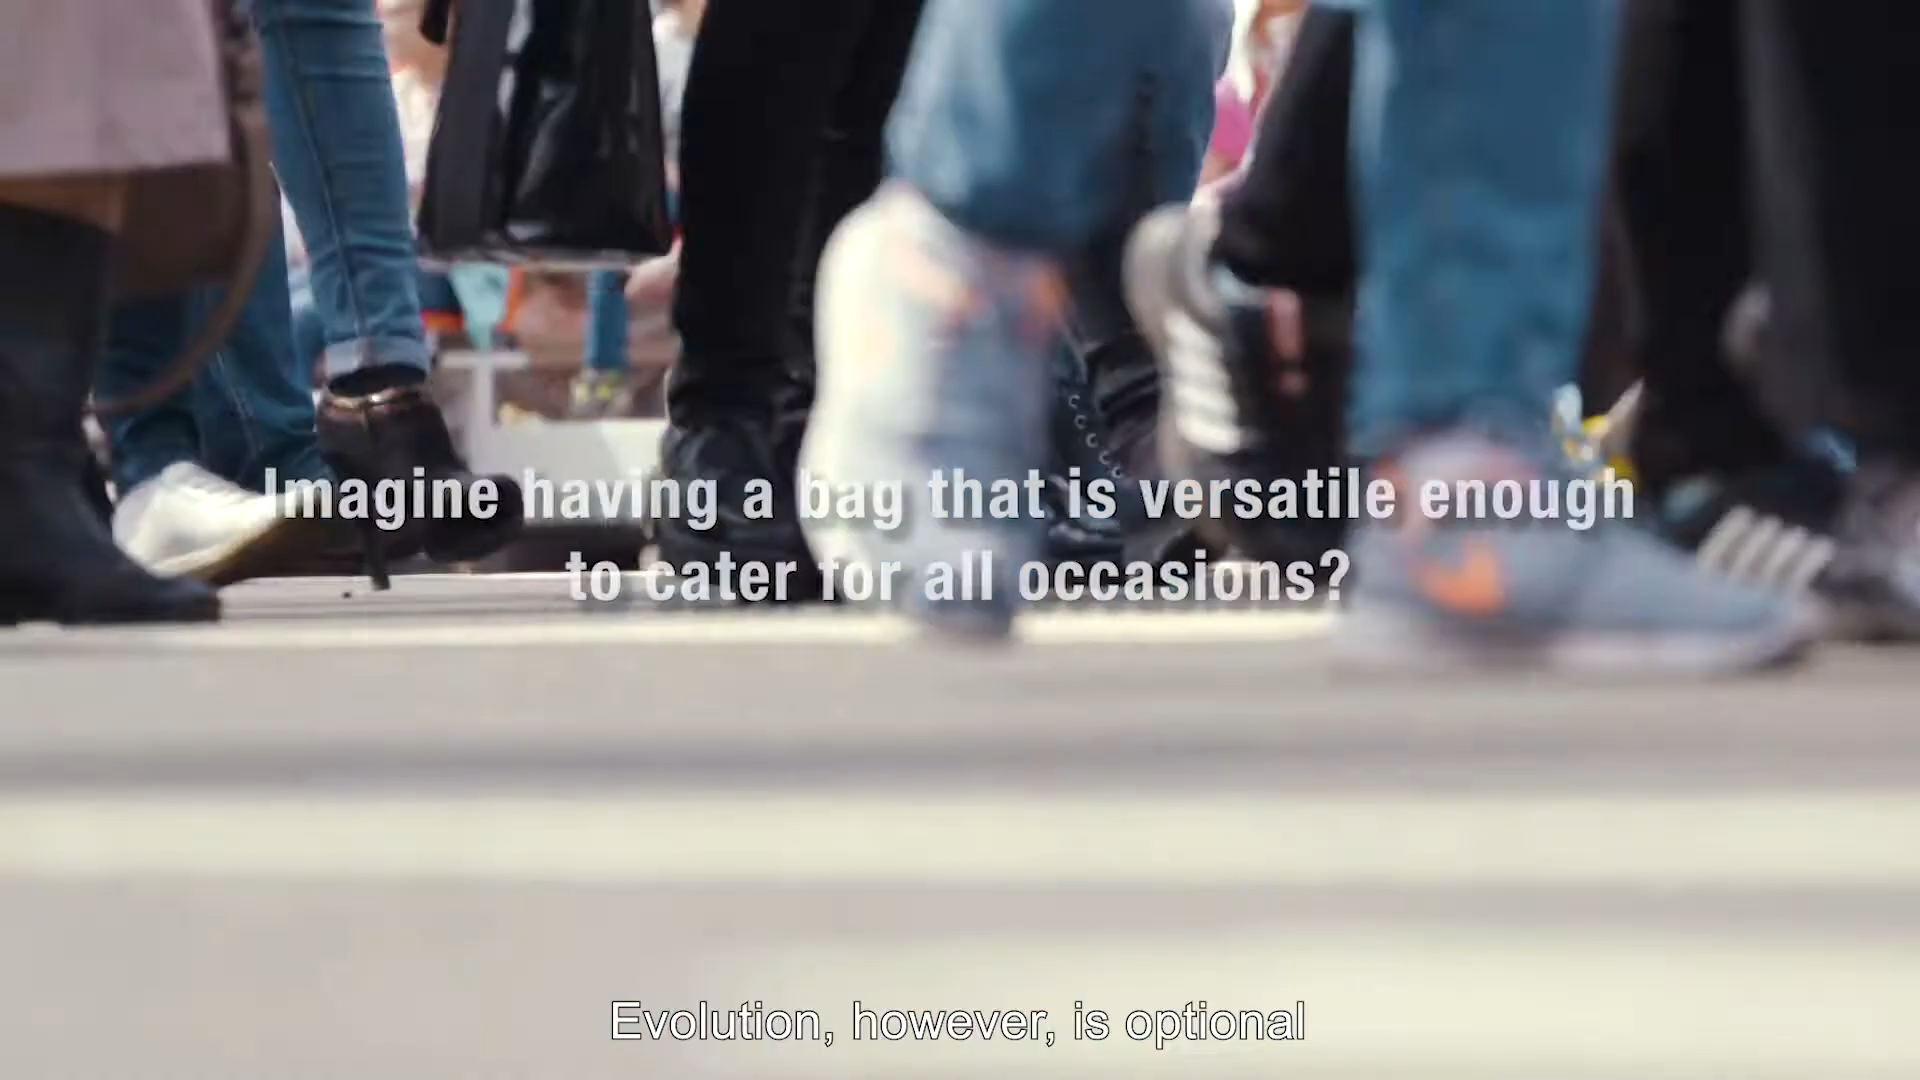 Imagine having a bag that is versatile enough
to cater for all occasions?
Evolution, however, is optional